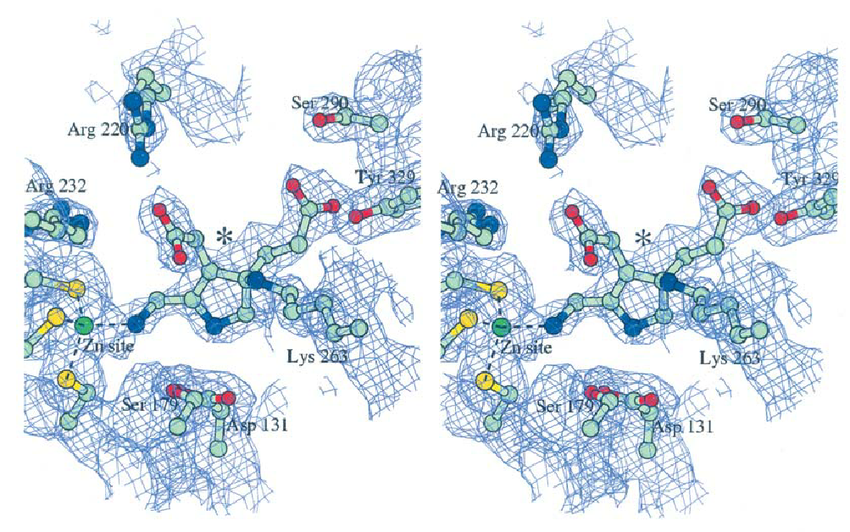 Ser 290
Arg 220
Tyr 329
Arg 232
*
Zn site
Lys 263
Ser 179
Asp 131
Ser 290
Arg 220
Tyr 329
Arg 232
*
Zn site
Lys 263
Ser 179
Asp 131